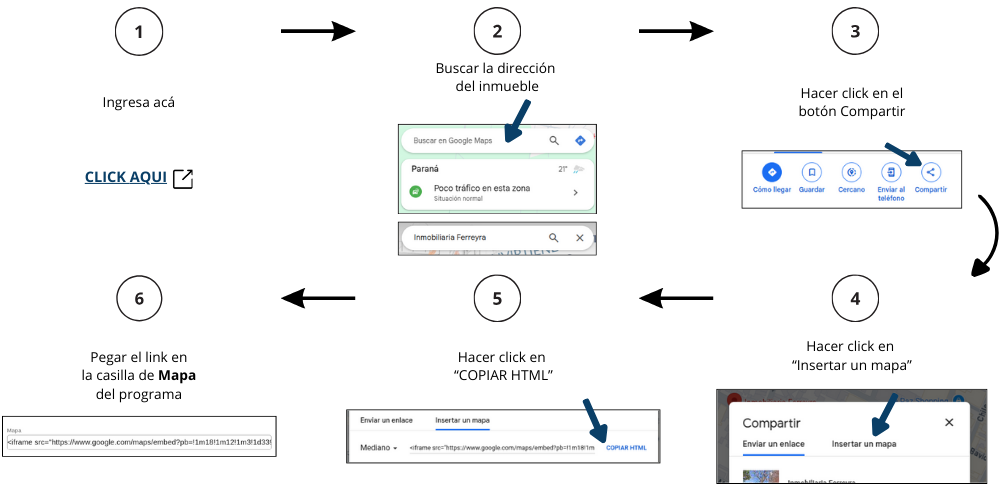 1
Ingresa acá
CLICK AQUI
2
Buscar la dirección
del inmueble
Buscar en Google Maps
Paraná
21°
Poco tráfico en esta zona
Situación normal
Inmobiliaria Ferreyra
3
Hacer click en el
botón Compartir
Cómo llegar
Guardar
Cercano
Enviar al
teléfono
Compartir
4
Hacer click en
“Insertar un mapa”
Compartir
Enviar un enlace
Insertar un mapa
Inmobiliaria Ferreyra
5
Hacer click en
“COPIAR HTML”
Enviar un enlace
Insertar un mapa
Mediano
<iframe src="https://www.google.com/maps/embed?pb=!1m18!1m
COPIAR HTML
6
Pegar el link en
la casilla de Mapa
del programa
Mapa
<iframe src="https://www.google.com/maps/embed?pb=!1m18!1m12!1m3!1d33